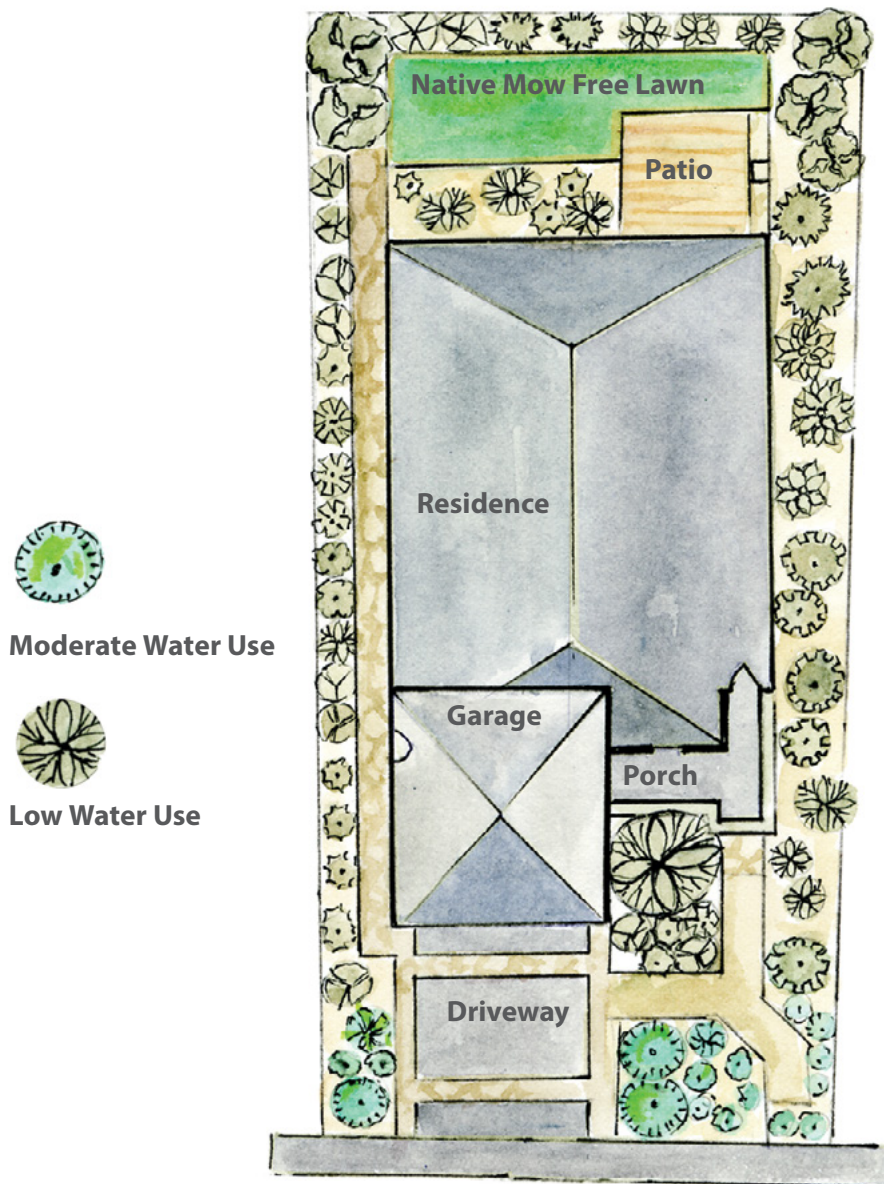 Native Mow Free Lawn
Patio
Residence
Moderate Water Use
Garage
Low Water Use
Porch
Driveway